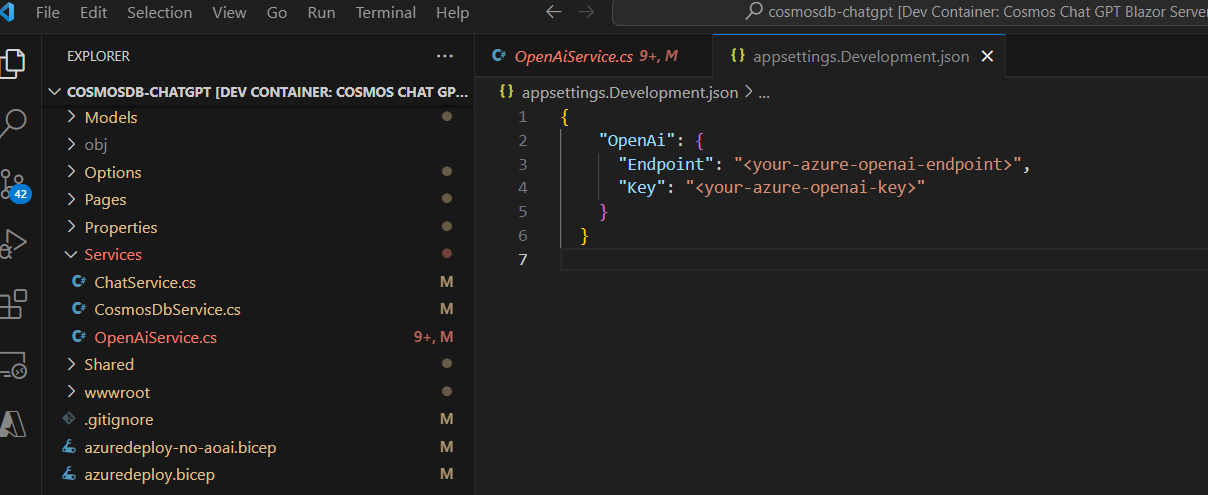 File Edit Selection View Go Run Terminal Help
cosmosdb-chatgpt [Dev Container: Cosmos Chat GPT Blazor Server
EXPLORER
COSMOSDB-CHATGPT [DEV CONTAINER: COSMOS CHAT GP...
Models
obj
Options
Pages
Properties
Services
C# ChatService.cs M
C# CosmosDbService.cs M
C# OpenAiService.cs 9+, M
Shared
wwwroot
.gitignore M
azuredeploy-no-aoai.bicep M
azuredeploy.bicep M
42
C# OpenAiService.cs 9+, M
{} appsettings.Development.json
{} appsettings.Development.json > ...
1 {
2 "OpenAi": {
3 "Endpoint": "<your-azure-openai-endpoint>",
4 "Key": "<your-azure-openai-key>"
5 }
6 }
7